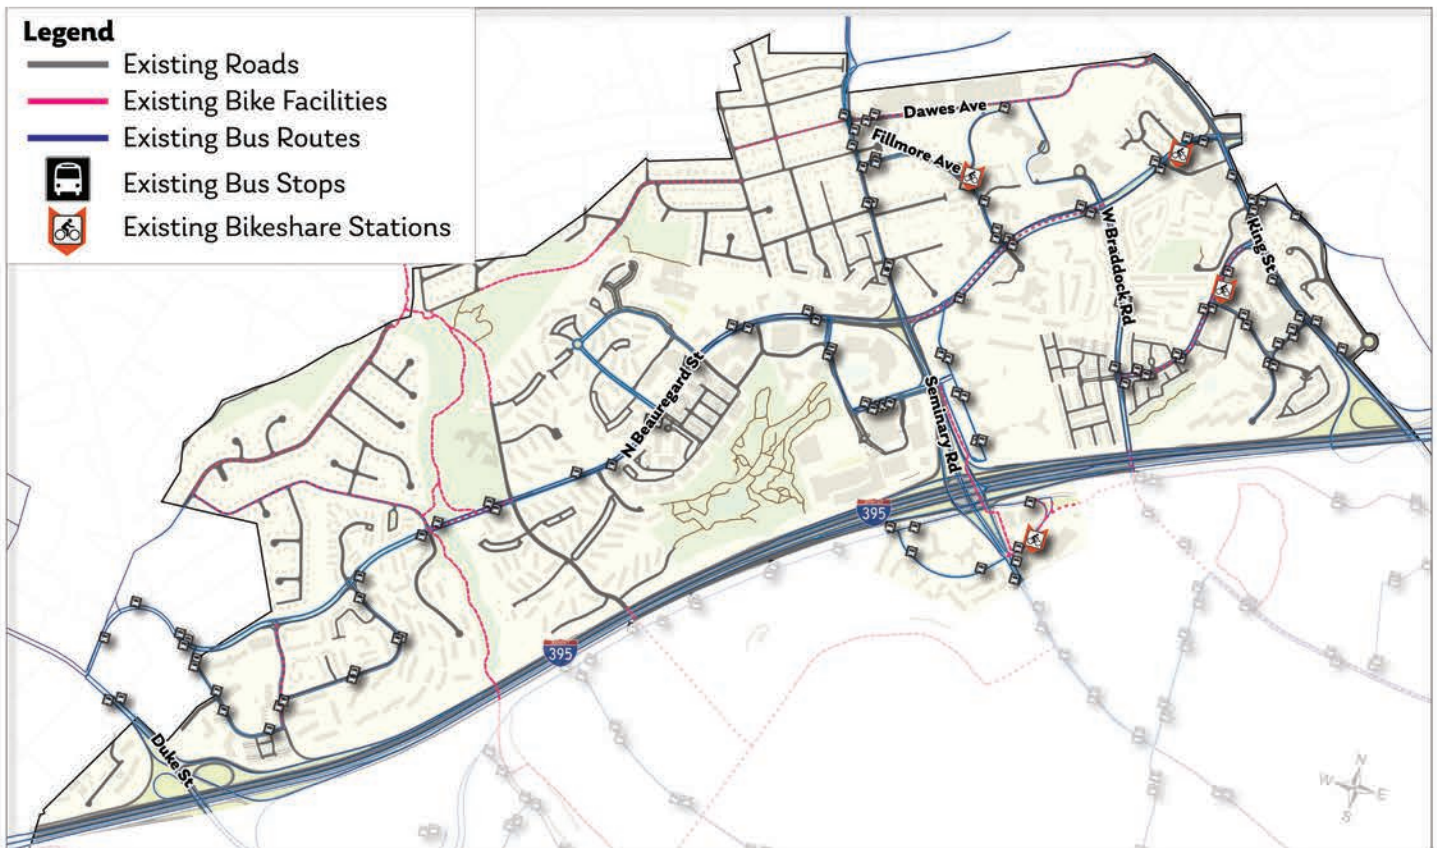 Legend
Existing Roads
Existing Bike Facilities
Existing Bus Routes
Existing Bus Stops
Existing Bikeshare Stations
Dawes Ave
Fillmore Ave
W Braddock Rd
King St
N Beauregard St
Seminary Rd
395
395
Duke St
N
W
E
S